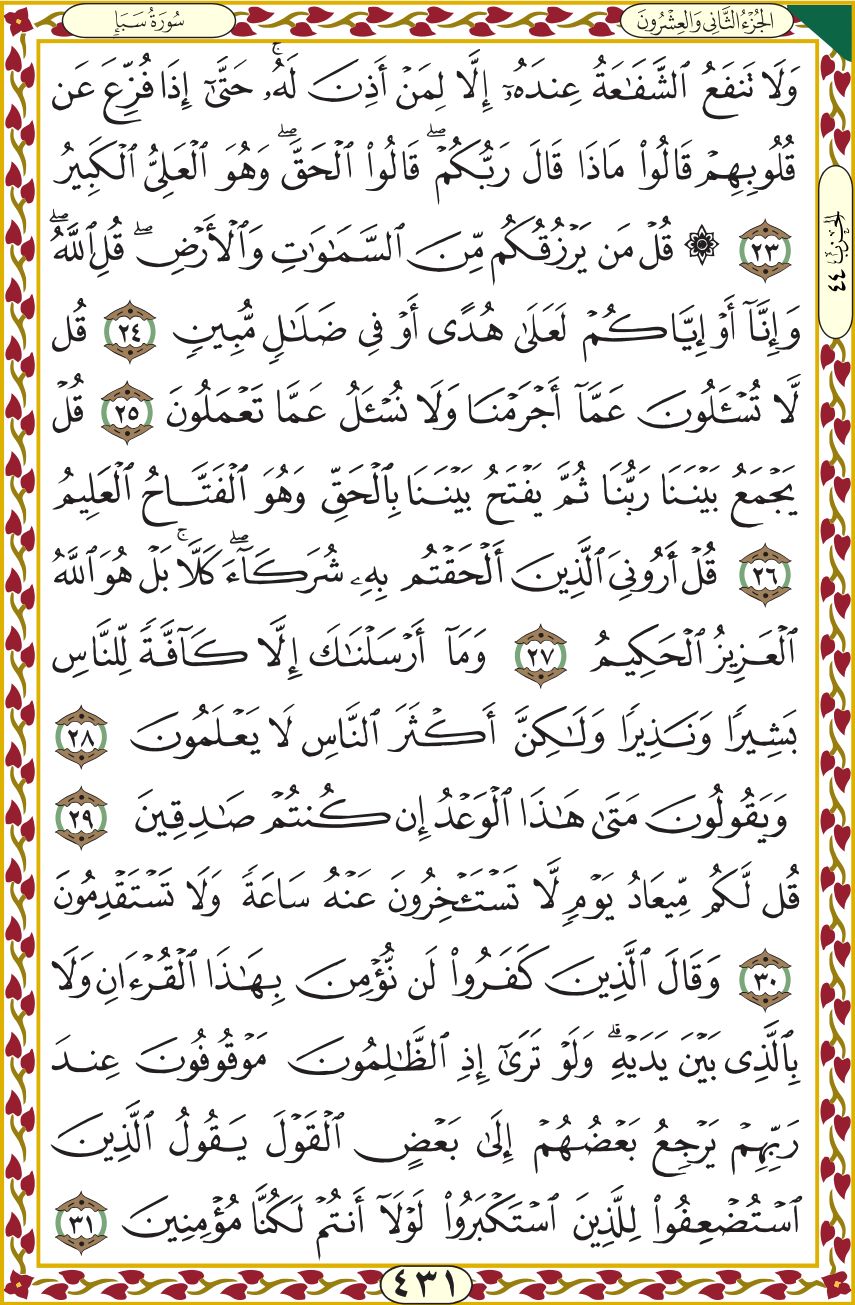 الجُزْءُ الثَّانِي وَالعِشْرُونَ
سُورَةُ سَبَإٍ
وَلَا تَنفَعُ ٱلشَّفَٰعَةُ عِندَهُۥٓ إِلَّا لِمَنْ أَذِنَ لَهُۥۚ حَتَّىٰٓ إِذَا فُزِّعَ عَن
قُلُوبِهِمْ قَالُوا۟ مَاذَا قَالَ رَبُّكُمْۖ قَالُوا۟ ٱلْحَقَّۖ وَهُوَ ٱلْعَلِىُّ ٱلْكَبِيرُ
٢٣ ۞ قُلْ مَن يَرْزُقُكُم مِّنَ ٱلسَّمَٰوَٰتِ وَٱلْأَرْضِۖ قُلِ ٱللَّهُۖ
وَإِنَّآ أَوْ إِيَّاكُمْ لَعَلَىٰ هُدًى أَوْ فِى ضَلَٰلٍ مُّبِينٍ ٢٤ قُل
لَّا تُسْـَٔلُونَ عَمَّآ أَجْرَمْنَا وَلَا نُسْـَٔلُ عَمَّا تَعْمَلُونَ ٢٥ قُلْ
يَجْمَعُ بَيْنَنَا رَبُّنَا ثُمَّ يَفْتَحُ بَيْنَنَا بِٱلْحَقِّ وَهُوَ ٱلْفَتَّاحُ ٱلْعَلِيمُ
٢٦ قُلْ أَرُونِىَ ٱلَّذِينَ أَلْحَقْتُم بِهِۦ شُرَكَآءَۖ كَلَّاۚ بَلْ هُوَ ٱللَّهُ
ٱلْعَزِيزُ ٱلْحَكِيمُ ٢٧ وَمَآ أَرْسَلْنَٰكَ إِلَّا كَآفَّةً لِّلنَّاسِ
بَشِيرًا وَنَذِيرًا وَلَٰكِنَّ أَكْثَرَ ٱلنَّاسِ لَا يَعْلَمُونَ ٢٨
وَيَقُولُونَ مَتَىٰ هَٰذَا ٱلْوَعْدُ إِن كُنتُمْ صَٰدِقِينَ ٢٩
قُل لَّكُم مِّيعَادُ يَوْمٍ لَّا تَسْتَـْٔخِرُونَ عَنْهُ سَاعَةً وَلَا تَسْتَقْدِمُونَ
٣٠ وَقَالَ ٱلَّذِينَ كَفَرُوا۟ لَن نُّؤْمِنَ بِهَٰذَا ٱلْقُرْءَانِ وَلَا
بِٱلَّذِى بَيْنَ يَدَيْهِۗ وَلَوْ تَرَىٰٓ إِذِ ٱلظَّٰلِمُونَ مَوْقُوفُونَ عِندَ
رَبِّهِمْ يَرْجِعُ بَعْضُهُمْ إِلَىٰ بَعْضٍ ٱلْقَوْلَ يَقُولُ ٱلَّذِينَ
ٱسْتُضْعِفُوا۟ لِلَّذِينَ ٱسْتَكْبَرُوا۟ لَوْلَآ أَنتُمْ لَكُنَّا مُؤْمِنِينَ ٣١
الحِزْبُ ٤٤
٤٣١